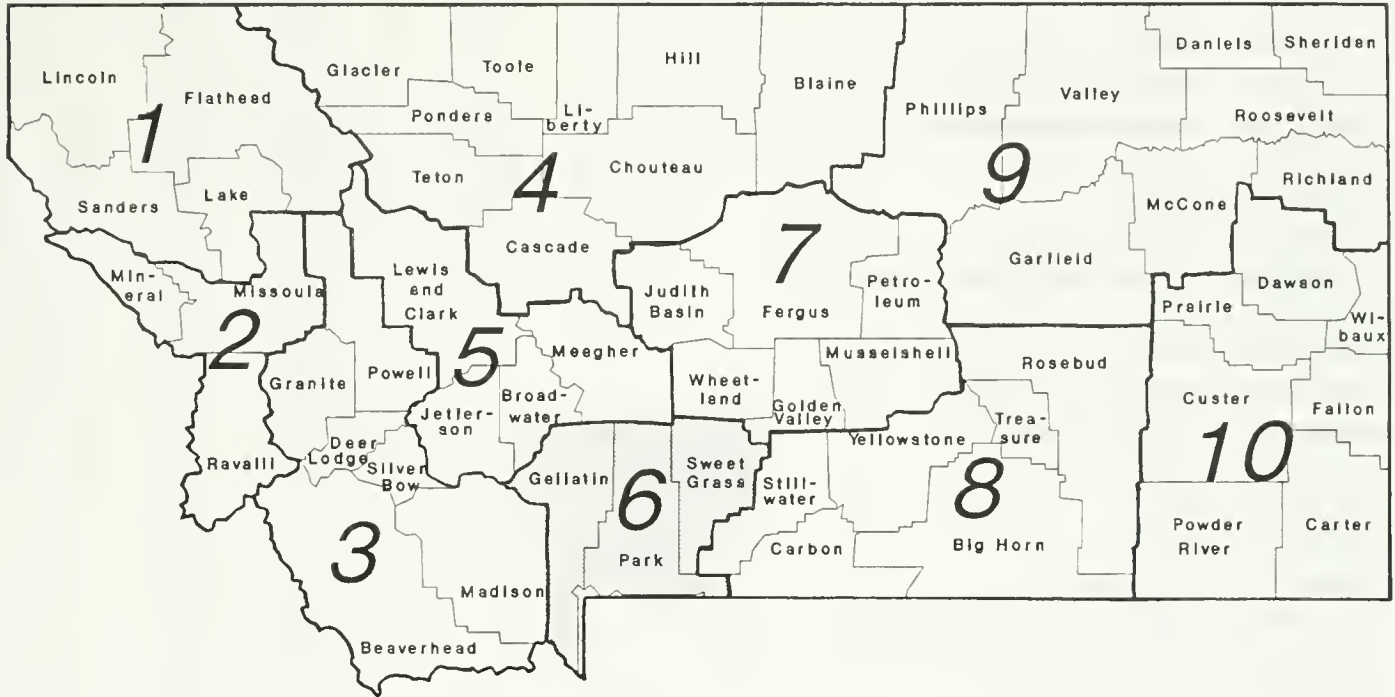 Lincoln
Flathead
1
Sanders
Lake
Glacier
Toole
Hill
Blaine
Pondera
Li-
berty
Teton
4
Chouteau
Cascade
Phillips
Valley
Daniels
Sheridan
Roosevelt
9
Richland
McCone
Garfield
Min-
eral
Missoula
2
Ravalli
Lewis
and
Clark
5
Meagher
Jeffer-
son
Broad-
water
Granite
Powell
Deer
Lodge
Silver
Bow
3
Madison
Beaverhead
Judith
Basin
7
Fergus
Petro-
leum
Wheat-
land
Golden
Valley
Musselshell
Gallatin
6
Park
Sweet
Grass
Still-
water
Carbon
Yellowstone
Trea-
sure
Rosebud
8
Big Horn
Dawson
Prairie
Wi-
baux
Custer
Fallon
10
Powder
River
Carter